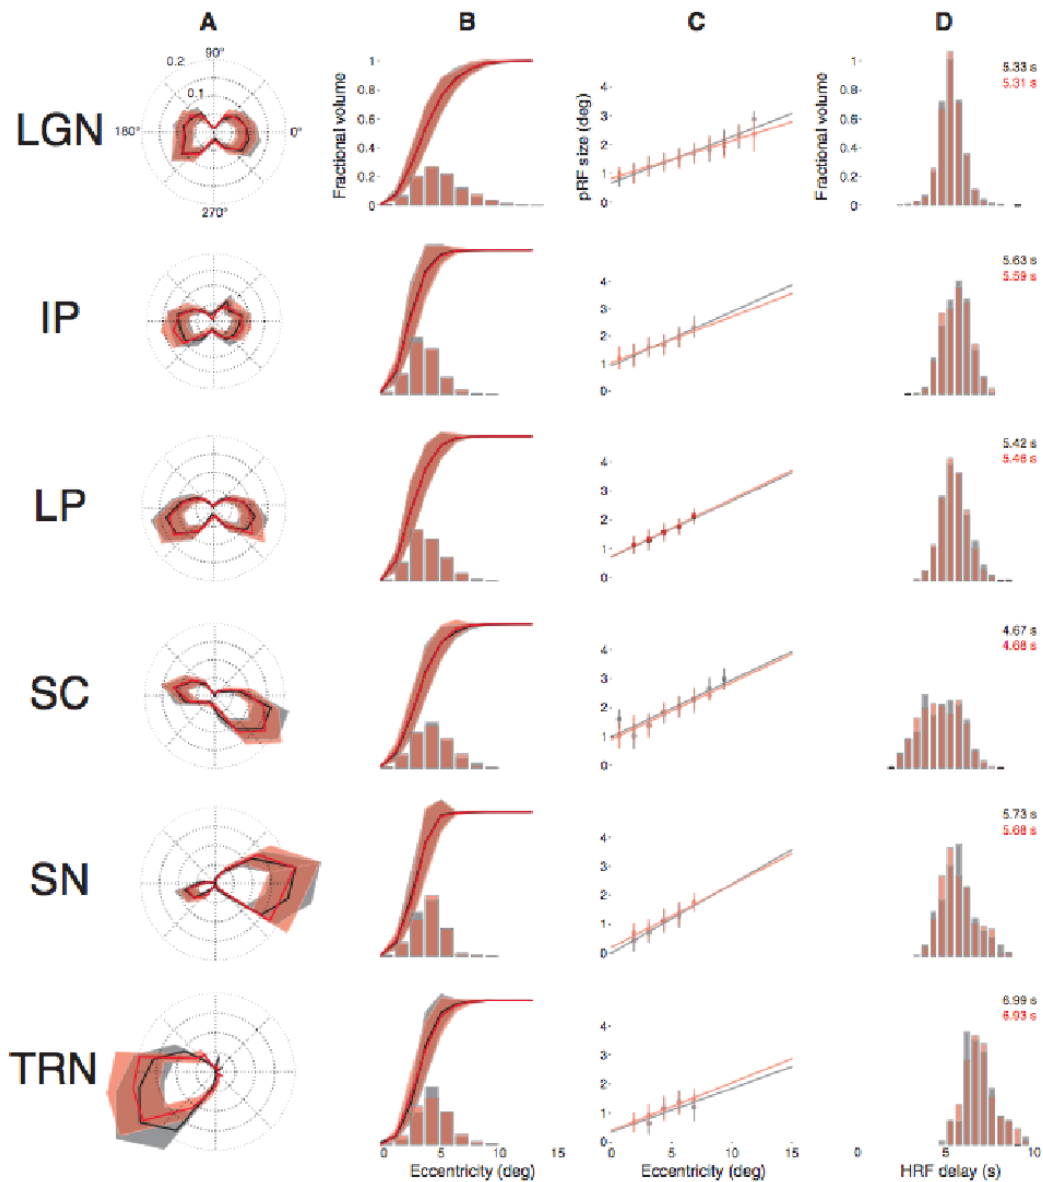 A B C D
LGN
0.2 90°
0.1
180° 0°
270°
Fractional volume
1
0.8
0.6
0.4
0.2
0
pRF size (deg)
4
3
2
1
0
Fractional volume
1
0.8
0.6
0.4
0.2
0
5.33 s
5.31 s
IP
4
3
2
1
0
5.63 s
5.59 s
LP
4
3
2
1
0
5.42 s
5.46 s
SC
4
3
2
1
0
4.67 s
4.68 s
SN
4
3
2
1
0
5.73 s
5.68 s
TRN
4
3
2
1
0
6.99 s
6.93 s
0 5 10 15
Eccentricity (deg)
0 5 10 15
Eccentricity (deg)
0 5 10
HRF delay (s)